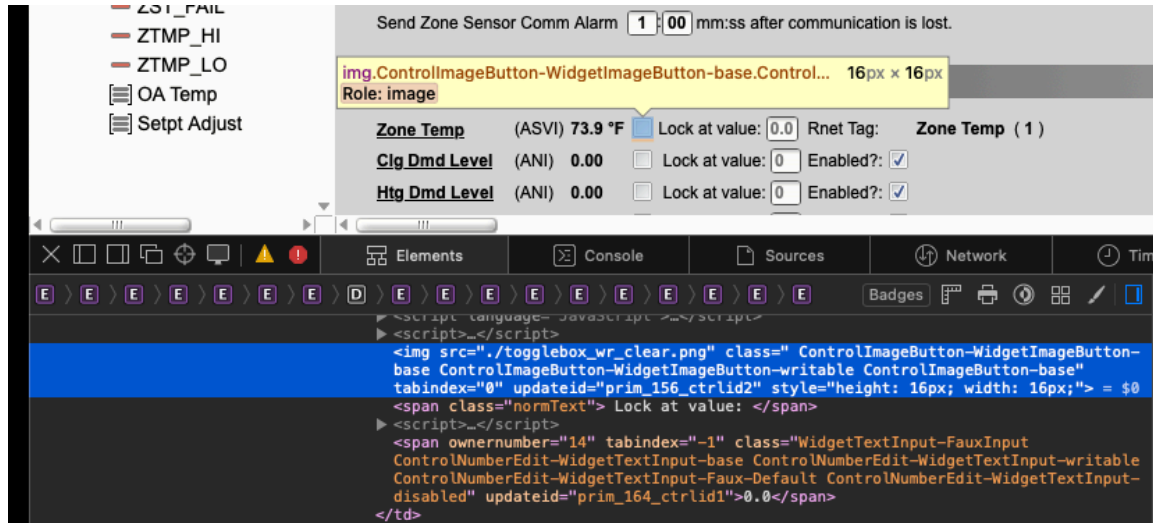 ZST_FAIL
ZTMP_HI
ZTMP_LO
OA Temp
Setpt Adjust
Send Zone Sensor Comm Alarm 1 : 00 mm:ss after communication is lost.
img.ControlImageButton-WidgetImageButton-base.Control... 16px × 16px
Role: image
Zone Temp (ASVI) 73.9 °F Lock at value: 0.0 Rnet Tag: Zone Temp ( 1 )
Clg Dmd Level (ANI) 0.00 Lock at value: 0 Enabled?:
Htg Dmd Level (ANI) 0.00 Lock at value: 0 Enabled?:
Elements Console Sources Network Tim
E E E E E E E D E E E E E E E E E E Badges
<script language="JavaScript">…</script>
<script>…</script>
<img src="./togglebox_wr_clear.png" class=" ControlImageButton-WidgetImageButton-
base ControlImageButton-WidgetImageButton-writable ControlImageButton-base"
tabindex="0" updateid="prim_156_ctrlid2" style="height: 16px; width: 16px;"> = $0
<span class="normText"> Lock at value: </span>
<script>…</script>
<span ownernumber="14" tabindex="-1" class="WidgetTextInput-FauxInput
ControlNumberEdit-WidgetTextInput-base ControlNumberEdit-WidgetTextInput-writable
ControlNumberEdit-WidgetTextInput-Faux-Default ControlNumberEdit-WidgetTextInput-
disabled" updateid="prim_164_ctrlid1">0.0</span>
</td>